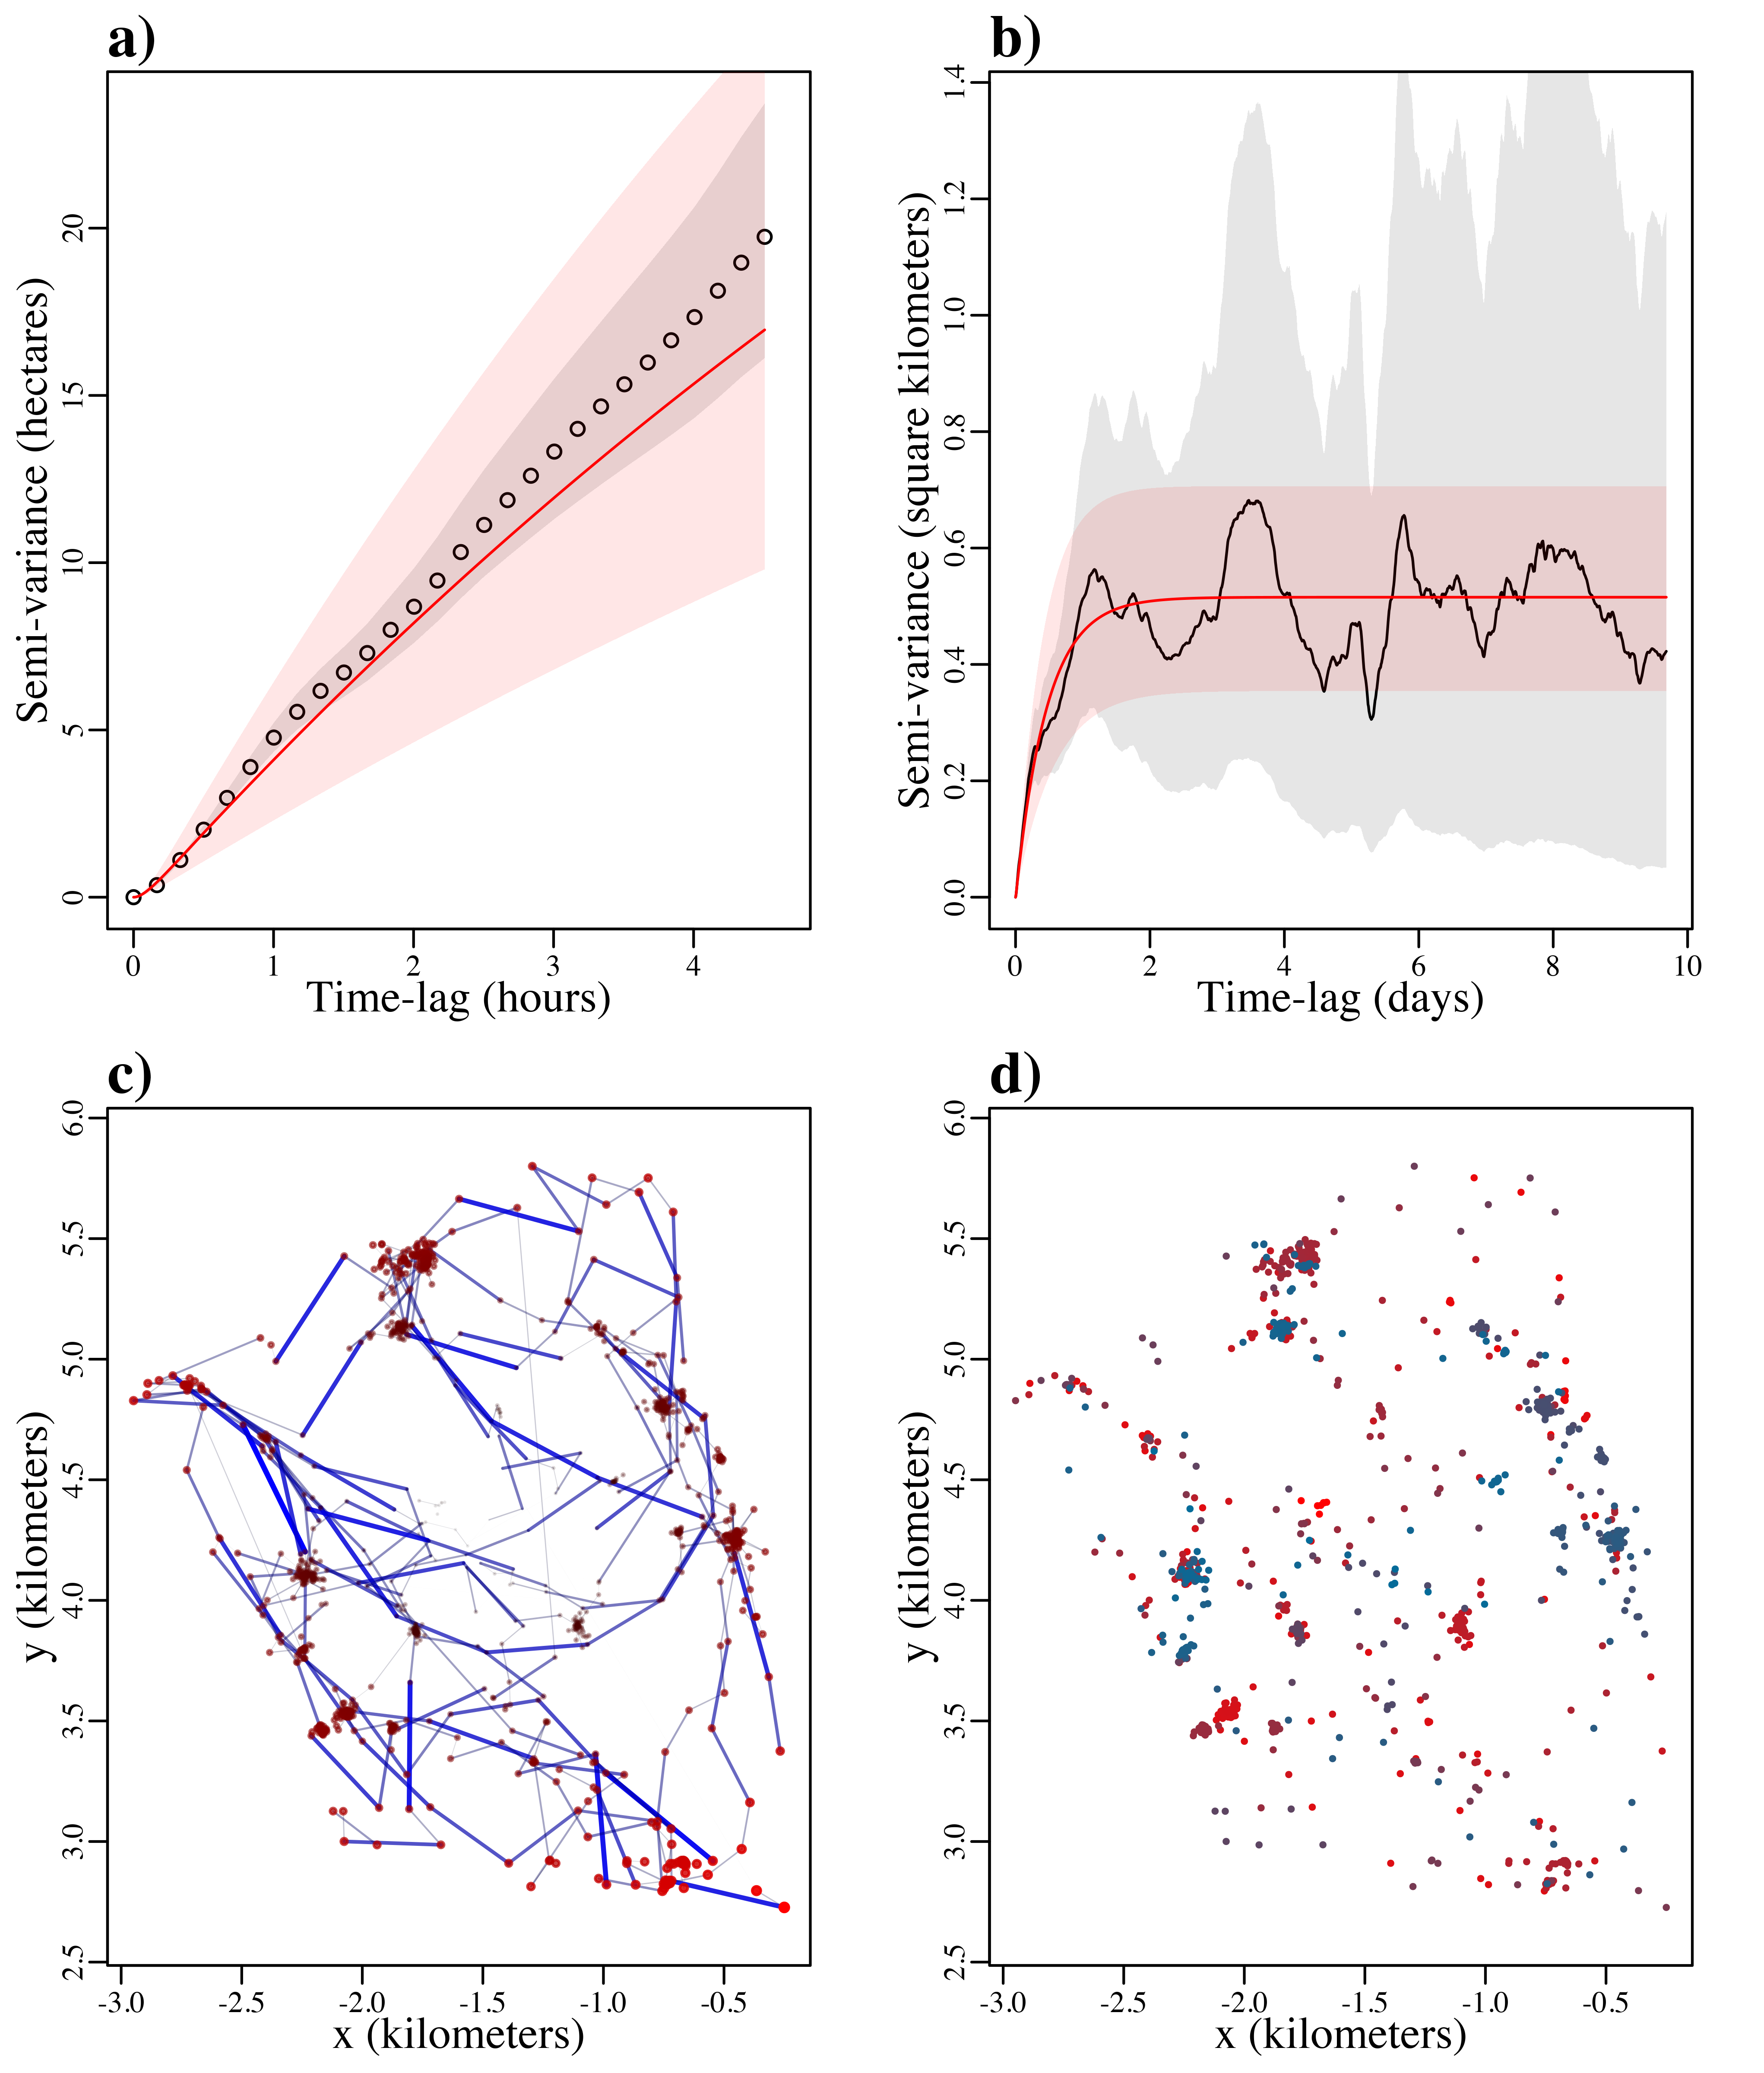 a)
Semi-variance (hectares)
20
15
10
5
0
0 1 2 3 4
Time-lag (hours)
b)
Semi-variance (square kilometers)
1.4
1.2
1.0
0.8
0.6
0.4
0.2
0.0
0 2 4 6 8 10
Time-lag (days)
c)
y (kilometers)
6.0
5.5
5.0
4.5
4.0
3.5
3.0
2.5
-3.0 -2.5 -2.0 -1.5 -1.0 -0.5
x (kilometers)
d)
y (kilometers)
6.0
5.5
5.0
4.5
4.0
3.5
3.0
2.5
-3.0 -2.5 -2.0 -1.5 -1.0 -0.5
x (kilometers)